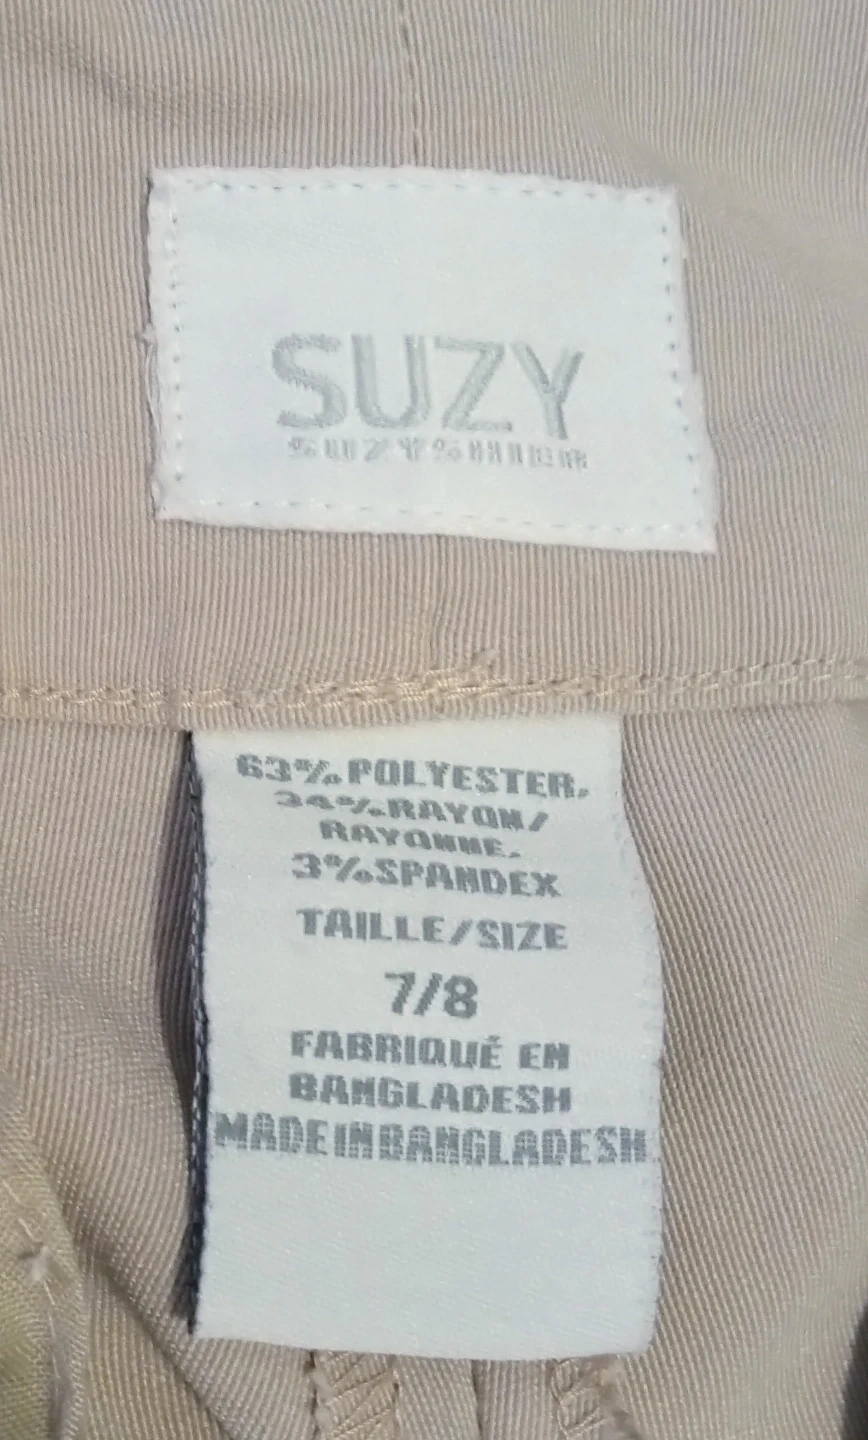 SUZY
63% POLYESTER,
34% RAYON/
RAYONNE,
3% SPANDEX
TAILLE/SIZE
7/8
FABRIQUÉ EN
BANGLADESH
MADE IN BANGLADESH